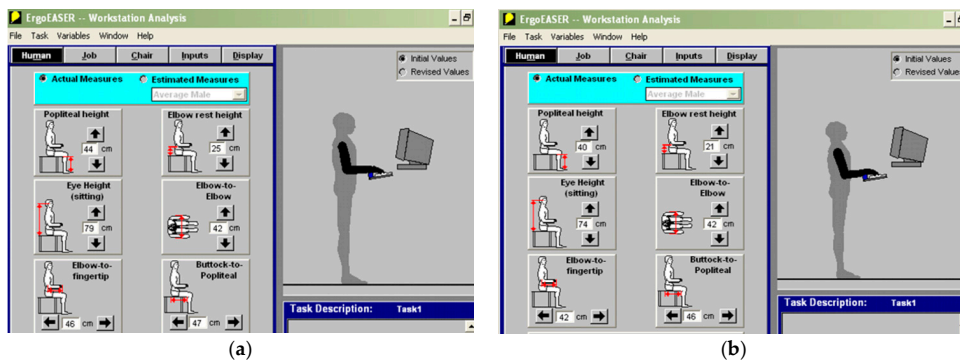 ErgoEASER -- Workstation Analysis
File Task Variables Window Help
Human Job Chair Inputs Display
Actual Measures Estimated Measures
Average Male
Initial Values
Revised Values
Popliteal height Elbow rest height
44 cm 25 cm
Eye Height (sitting) Elbow-to-Elbow
79 cm 42 cm
Elbow-to-fingertip Buttock-to-Popliteal
46 cm 47 cm
Task Description: Task1
(a)
ErgoEASER -- Workstation Analysis
File Task Variables Window Help
Human Job Chair Inputs Display
Actual Measures Estimated Measures
Average Male
Initial Values
Revised Values
Popliteal height Elbow rest height
40 cm 21 cm
Eye Height (sitting) Elbow-to-Elbow
74 cm 42 cm
Elbow-to-fingertip Buttock-to-Popliteal
42 cm 46 cm
Task Description: Task1
(b)